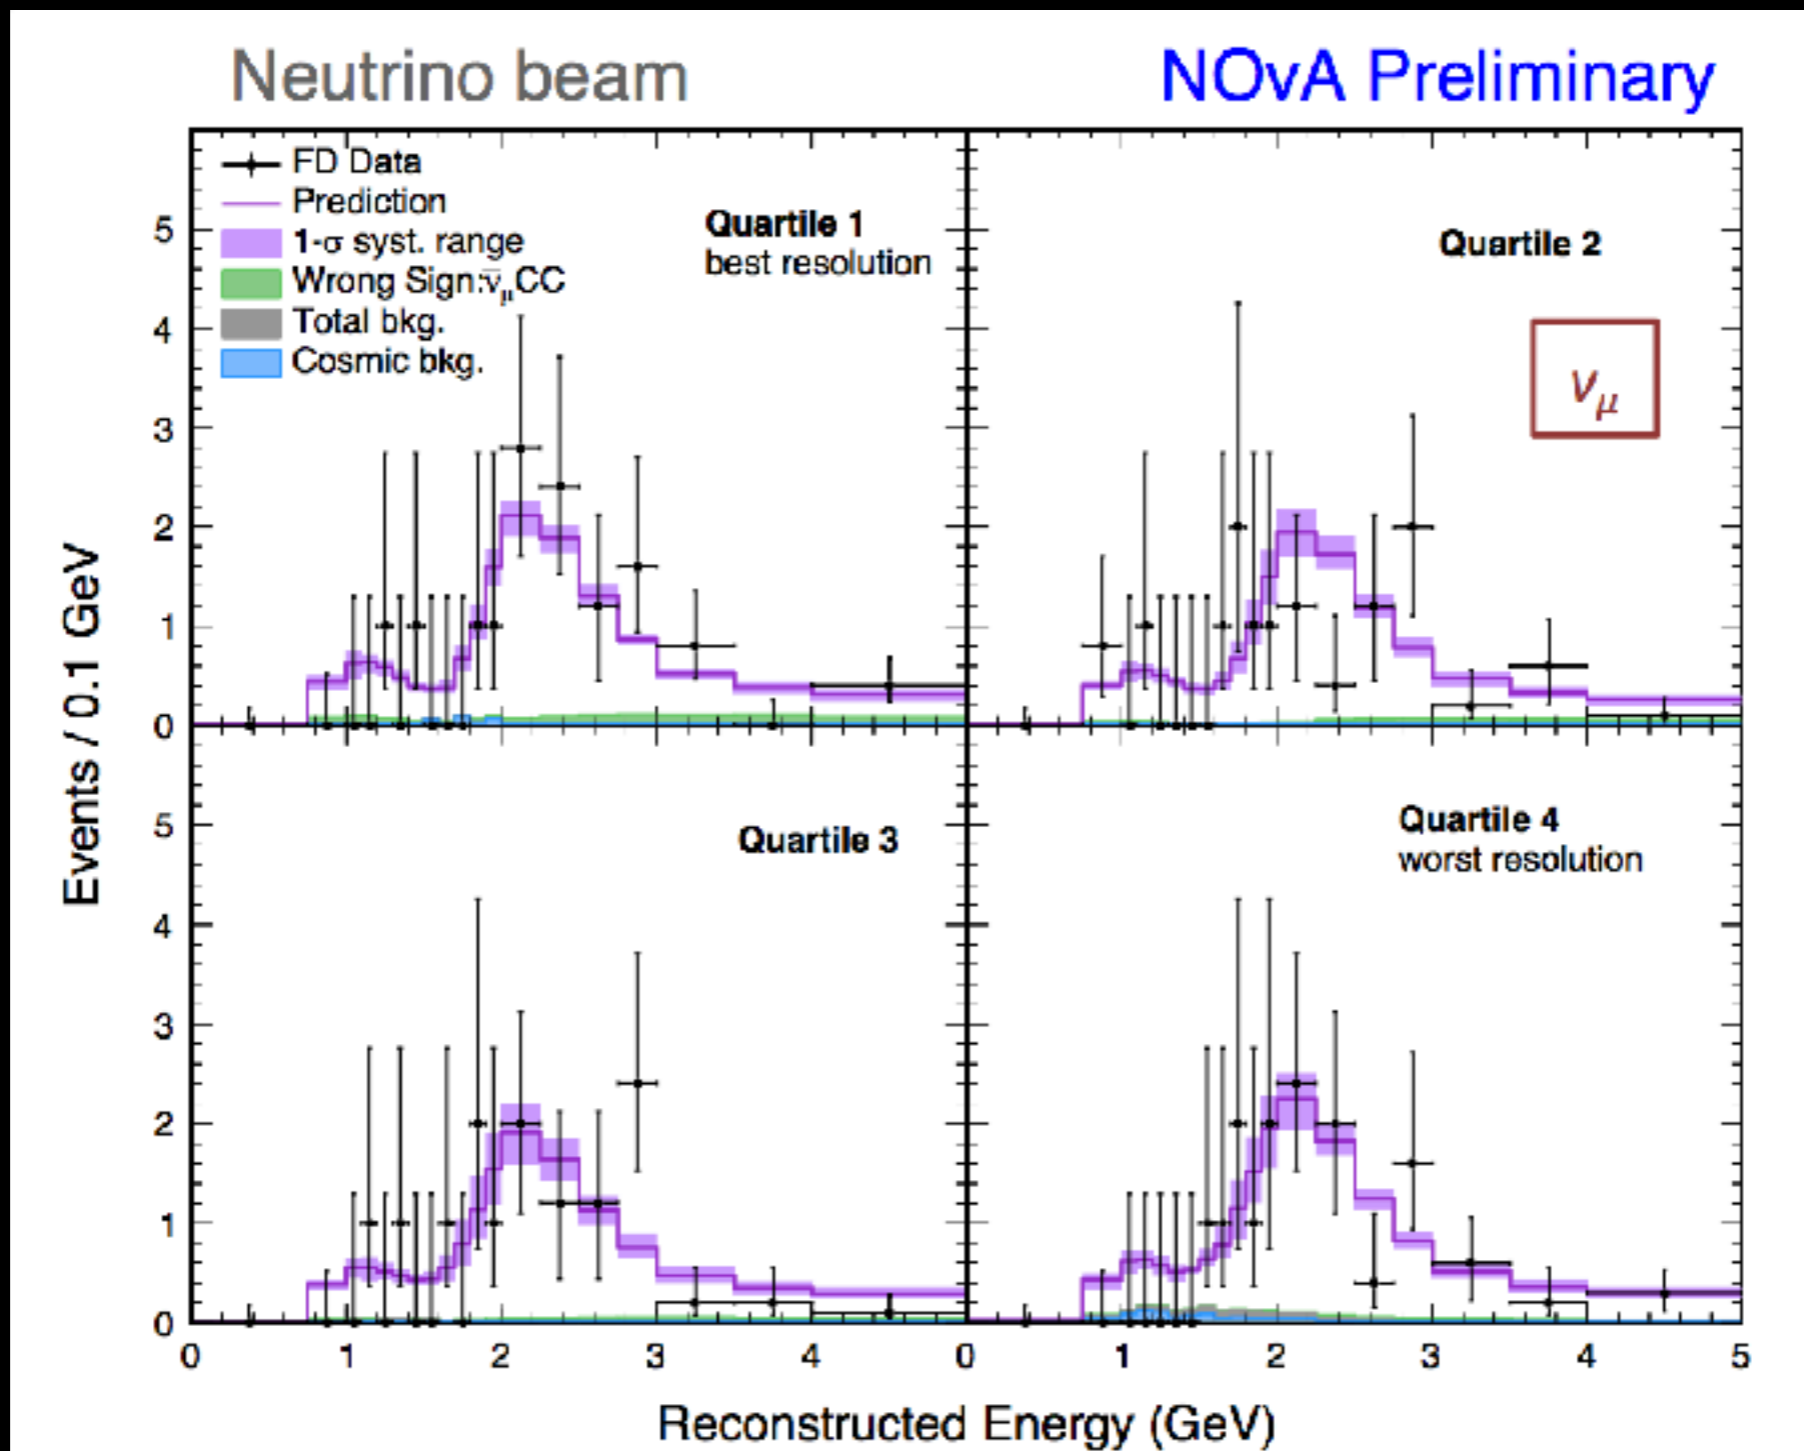 Neutrino beam
NOvA Preliminary
FD Data
Prediction
1-σ syst. range
Wrong Sign:ν̅μCC
Total bkg.
Cosmic bkg.
Quartile 1
best resolution
Quartile 2
νμ
5
4
3
2
1
0
Quartile 3
Quartile 4
worst resolution
5
4
3
2
1
0
Events / 0.1 GeV
0 1 2 3 4 0 1 2 3 4 5
Reconstructed Energy (GeV)